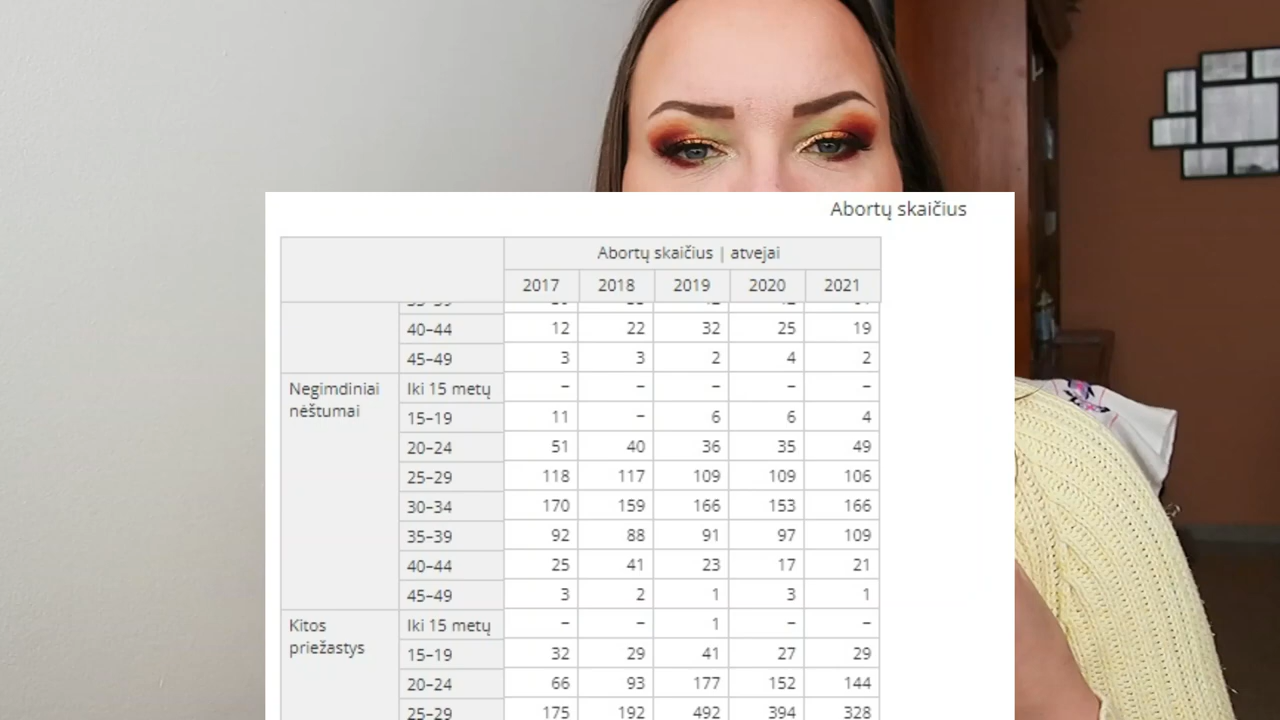 Abortų skaičius
Abortų skaičius | atvejai
2017 2018 2019 2020 2021
40–44 12 22 32 25 19
45–49 3 3 2 4 2
Negimdiniai nėštumai Iki 15 metų – – – – –
15–19 11 – 6 6 4
20–24 51 40 36 35 49
25–29 118 117 109 109 106
30–34 170 159 166 153 166
35–39 92 88 91 97 109
40–44 25 41 23 17 21
45–49 3 2 1 3 1
Kitos priežastys Iki 15 metų – – 1 – –
15–19 32 29 41 27 29
20–24 66 93 177 152 144
25–29 175 192 492 394 328